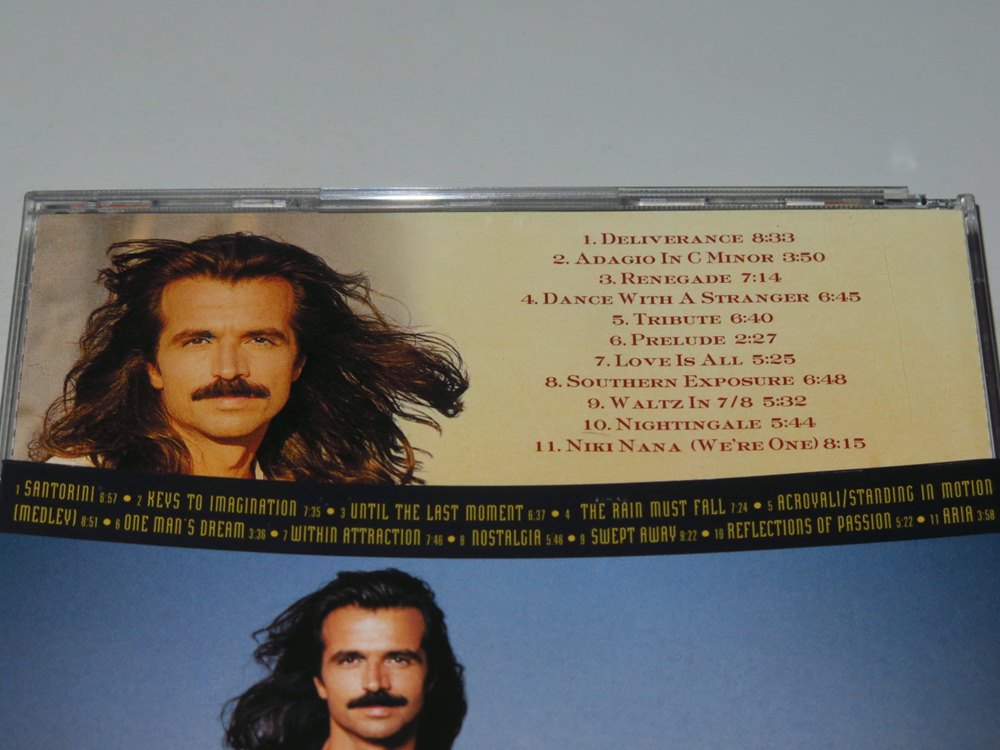 1. Deliverance 8:33
2. Adagio In C Minor 3:50
3. Renegade 7:14
4. Dance With A Stranger 6:45
5. Tribute 6:40
6. Prelude 2:27
7. Love Is All 5:25
8. Southern Exposure 6:48
9. Waltz In 7/8 5:32
10. Nightingale 5:44
11. Niki Nana (We're One) 8:15
1 SANTORINI 6:57 • 2 KEYS TO IMAGINATION 7:35 • 3 UNTIL THE LAST MOMENT 6:37 • 4 THE RAIN MUST FALL 7:24 • 5 ACROYALI/STANDING IN MOTION
(MEDLEY) 8:51 • 6 ONE MAN'S DREAM 3:36 • 7 WITHIN ATTRACTION 7:46 • 8 NOSTALGIA 5:46 • 9 SWEPT AWAY 9:22 • 10 REFLECTIONS OF PASSION 5:22 • 11 ARIA 3:58